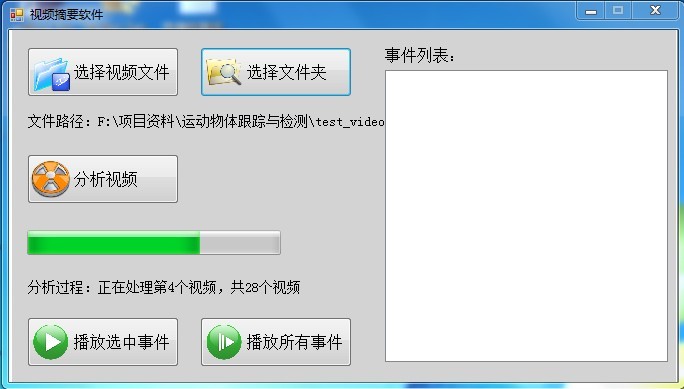 视频摘要软件
选择视频文件
选择文件夹
事件列表：
文件路径：F:\项目资料\运动物体跟踪与检测\test_video
分析视频
分析过程：正在处理第4个视频，共28个视频
播放选中事件
播放所有事件